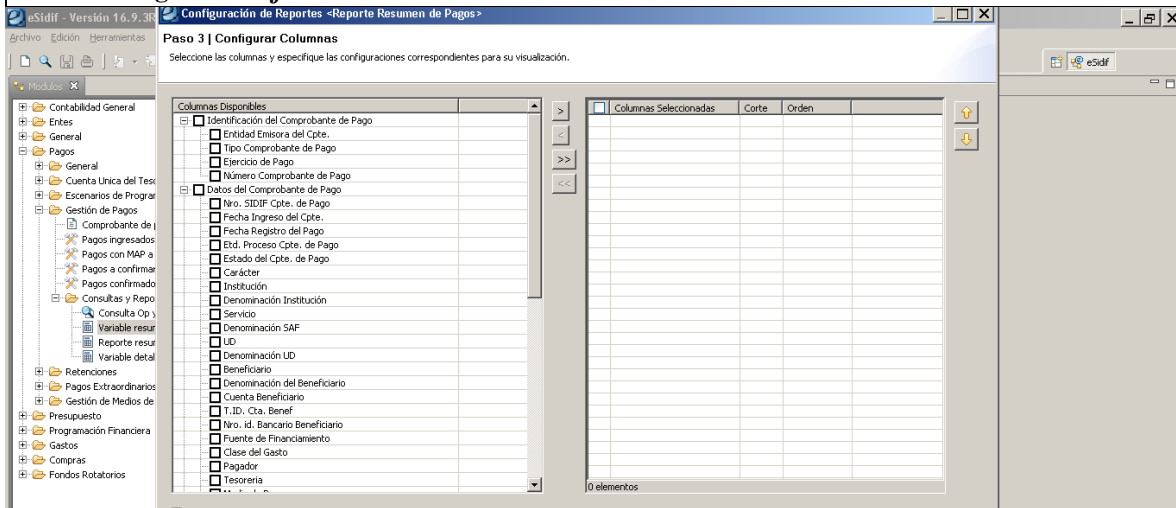 eSidif - Versión 16.9.3R
Configuración de Reportes <Reporte Resumen de Pagos>
Archivo Edición Herramientas
Paso 3 | Configurar Columnas
Seleccione las columnas y especifique las configuraciones correspondientes para su visualización.
eSidif
Modulos
Contabilidad General
Entes
General
Pagos
General
Cuenta Unica del Teso
Escenarios de Program
Gestión de Pagos
Comprobante de
Pagos ingresados
Pagos con MAP a
Pagos a confirmar
Pagos confirmado
Consultas y Repo
Consulta Op y
Variable resur
Reporte resur
Variable detal
Retenciones
Pagos Extraordinarios
Gestión de Medios de
Presupuesto
Programación Financiera
Gastos
Compras
Fondos Rotatorios
Columnas Disponibles
Identificación del Comprobante de Pago
Entidad Emisora del Cpte.
Tipo Comprobante de Pago
Ejercicio de Pago
Número Comprobante de Pago
Datos del Comprobante de Pago
Nro. SIDIF Cpte. de Pago
Fecha Ingreso del Cpte.
Fecha Registro del Pago
Etd. Proceso Cpte. de Pago
Estado del Cpte. de Pago
Carácter
Institución
Denominación Institución
Servicio
Denominación SAF
UD
Denominación UD
Beneficiario
Denominación del Beneficiario
Cuenta Beneficiario
T.ID. Cta. Benef
Nro. id. Bancario Beneficiario
Fuente de Financiamiento
Clase del Gasto
Pagador
Tesoreria
>
<
>>
<<
Columnas Seleccionadas Corte Orden
0 elementos